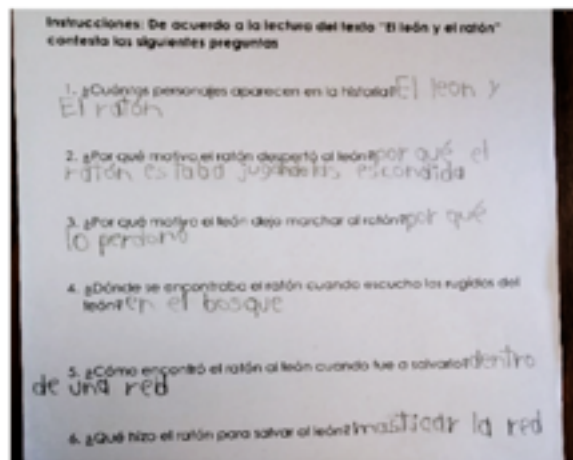 Instrucciones: De acuerdo a la lectura del texto "El león y el ratón"
contesta las siguientes preguntas
1. ¿Cuántos personajes aparecen en la historia? El leon y
El ratón
2. ¿Por qué motivo el ratón despertó al león? por qué el
ratón estaba jugando las escondida
3. ¿Por qué motivo el león dejo marchar al ratón? por qué
lo perdono
4. ¿Dónde se encontraba el ratón cuando escucho los rugidos del
león? en el bosque
5. ¿Cómo encontró el ratón al león cuando fue a salvarlo? dentro
de una red
6. ¿Qué hizo el ratón para salvar al león? masticar la red